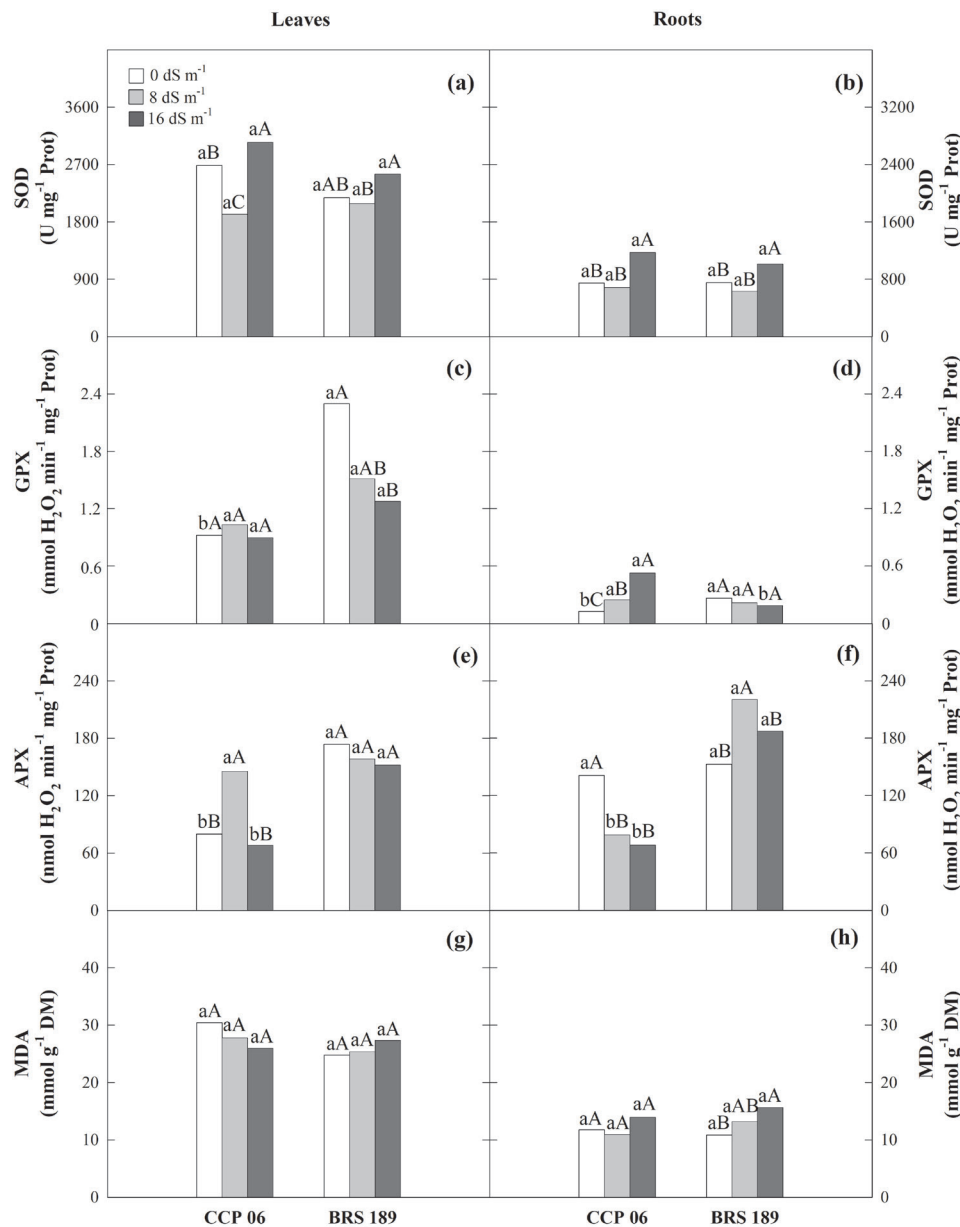 Leaves
Roots
(a)
0 dS m⁻¹
8 dS m⁻¹
16 dS m⁻¹
3600
2700
1800
900
0
SOD
(U mg⁻¹ Prot)
aB
aC
aA
aAB
aB
aA
(b)
3200
2400
1600
800
0
SOD
(U mg⁻¹ Prot)
aB
aB
aA
aB
aB
aA
(c)
2.4
1.8
1.2
0.6
0
GPX
(mmol H₂O₂ min⁻¹ mg⁻¹ Prot)
bA
aA
aA
aA
aAB
aB
(d)
2.4
1.8
1.2
0.6
0
GPX
(mmol H₂O₂ min⁻¹ mg⁻¹ Prot)
bC
aB
aA
aA
aA
bA
(e)
240
180
120
60
0
APX
(nmol H₂O₂ min⁻¹ mg⁻¹ Prot)
bB
aA
bB
aA
aA
aA
(f)
240
180
120
60
0
APX
(nmol H₂O₂ min⁻¹ mg⁻¹ Prot)
aA
bB
bB
aB
aA
aB
(g)
40
30
20
10
0
MDA
(mmol g⁻¹ DM)
aA
aA
aA
aA
aA
aA
(h)
40
30
20
10
0
MDA
(mmol g⁻¹ DM)
aA
aA
aA
aB
aAB
aA
CCP 06
BRS 189
CCP 06
BRS 189